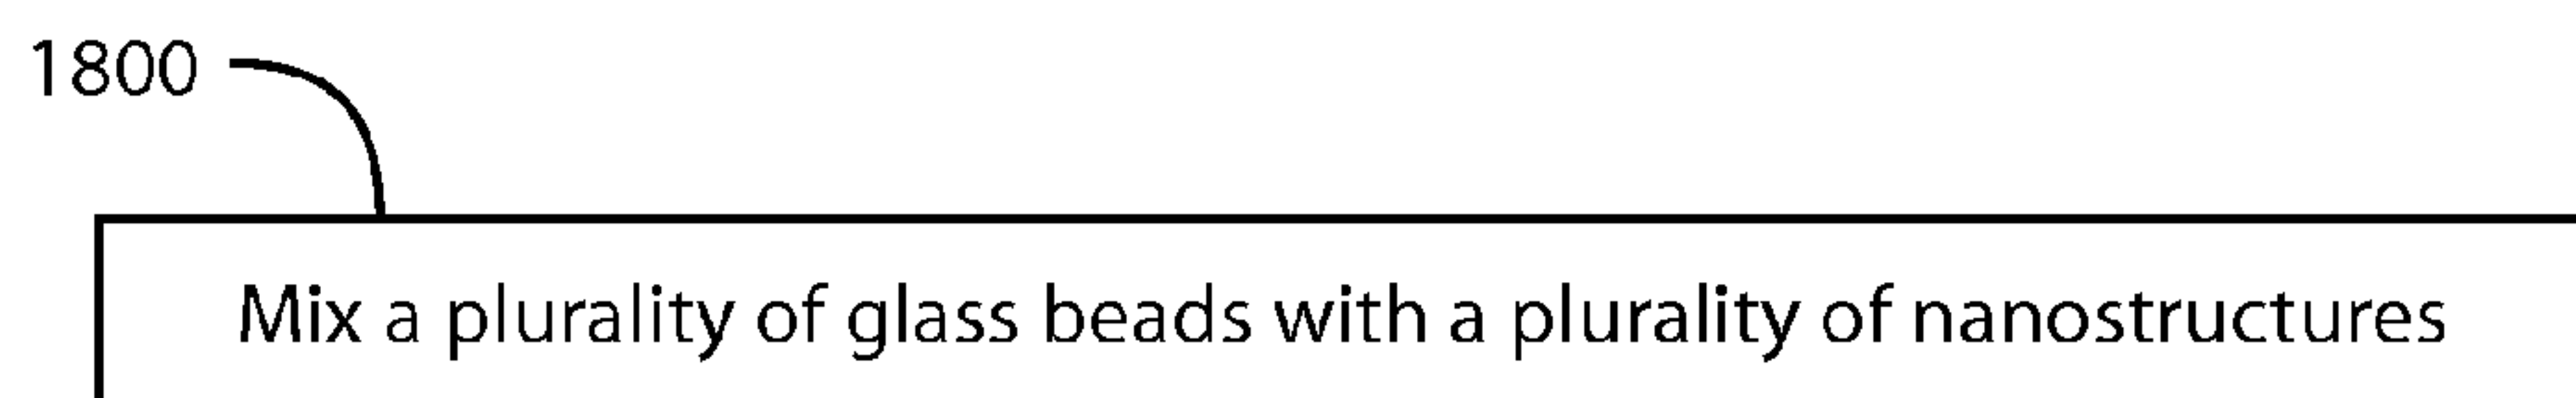 1800
Mix a plurality of glass beads with a plurality of nanostructures